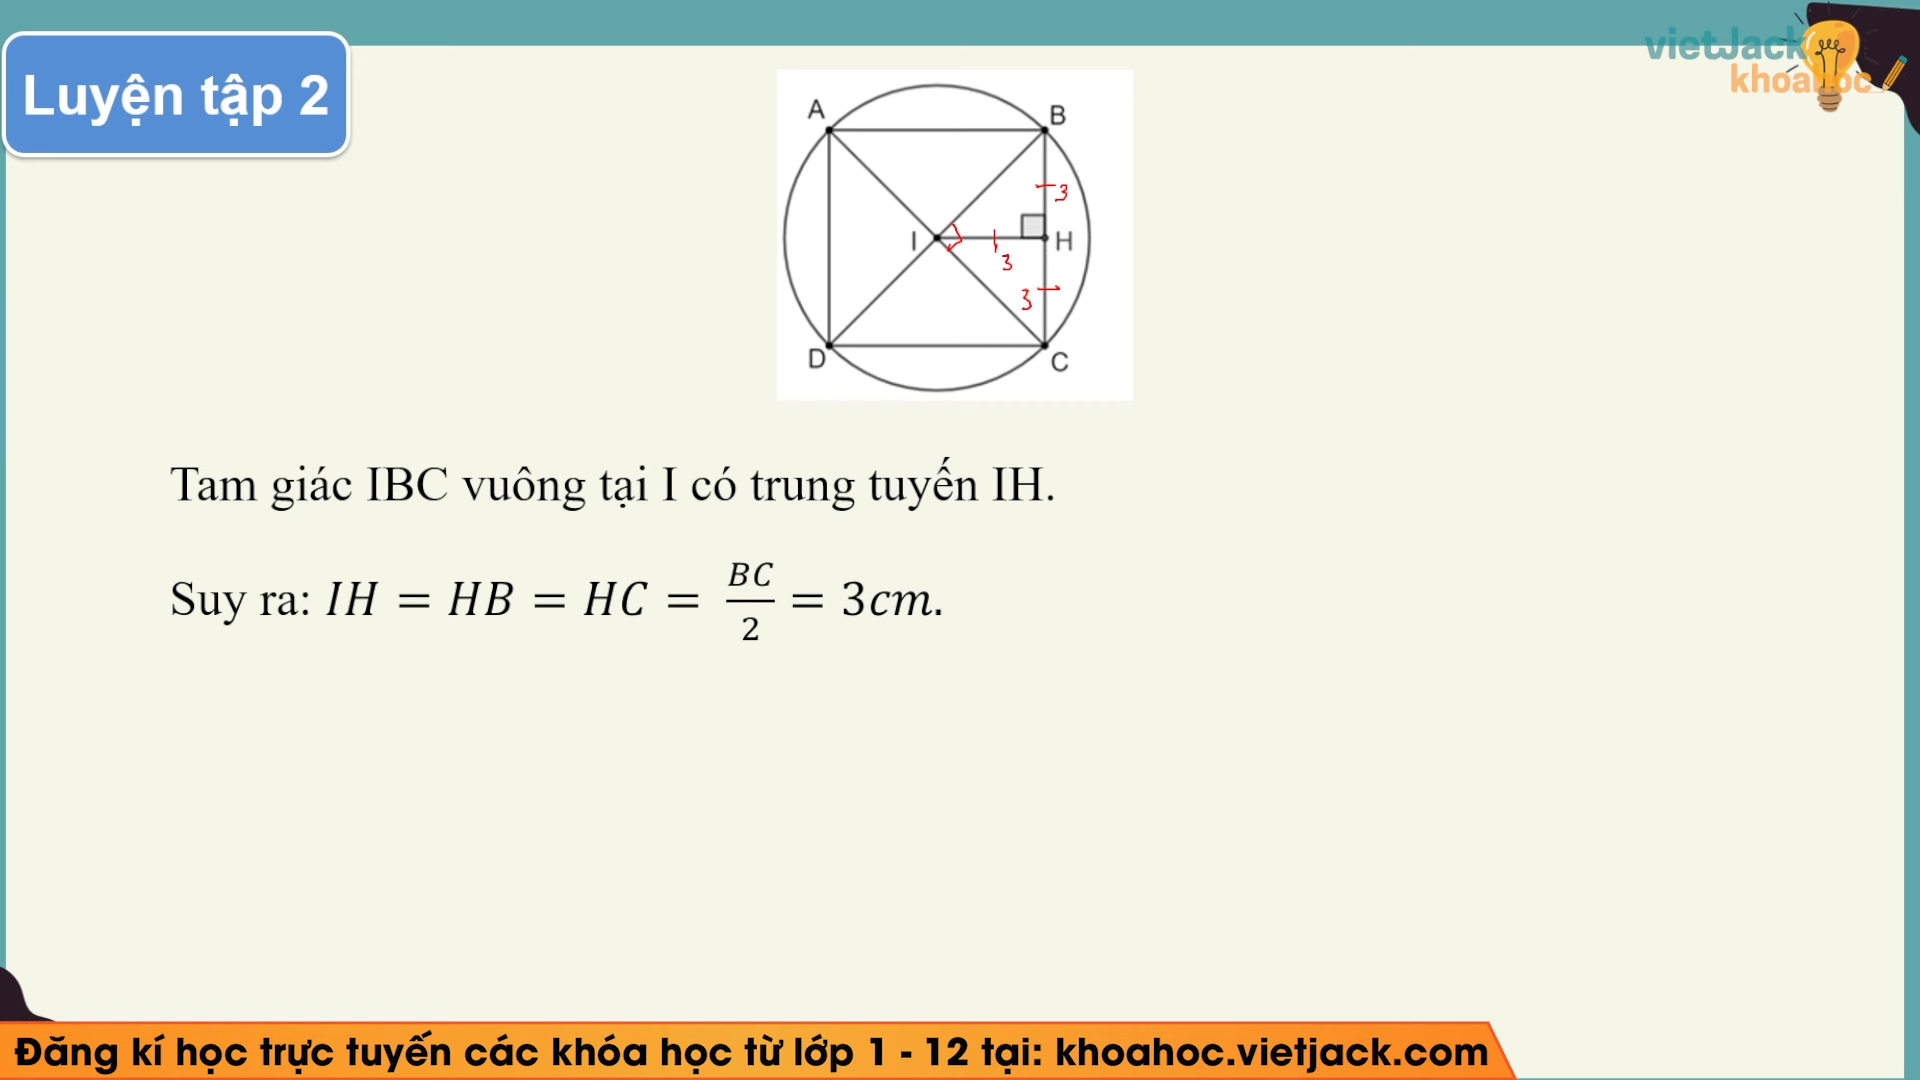 Luyện tập 2
vietJack
khoahoc
A
B
3
I
H
3
3
D
C
Tam giác IBC vuông tại I có trung tuyến IH.
Suy ra: IH = HB = HC = BC/2 = 3cm.
Đăng kí học trực tuyến các khóa học từ lớp 1 - 12 tại: khoahoc.vietjack.com